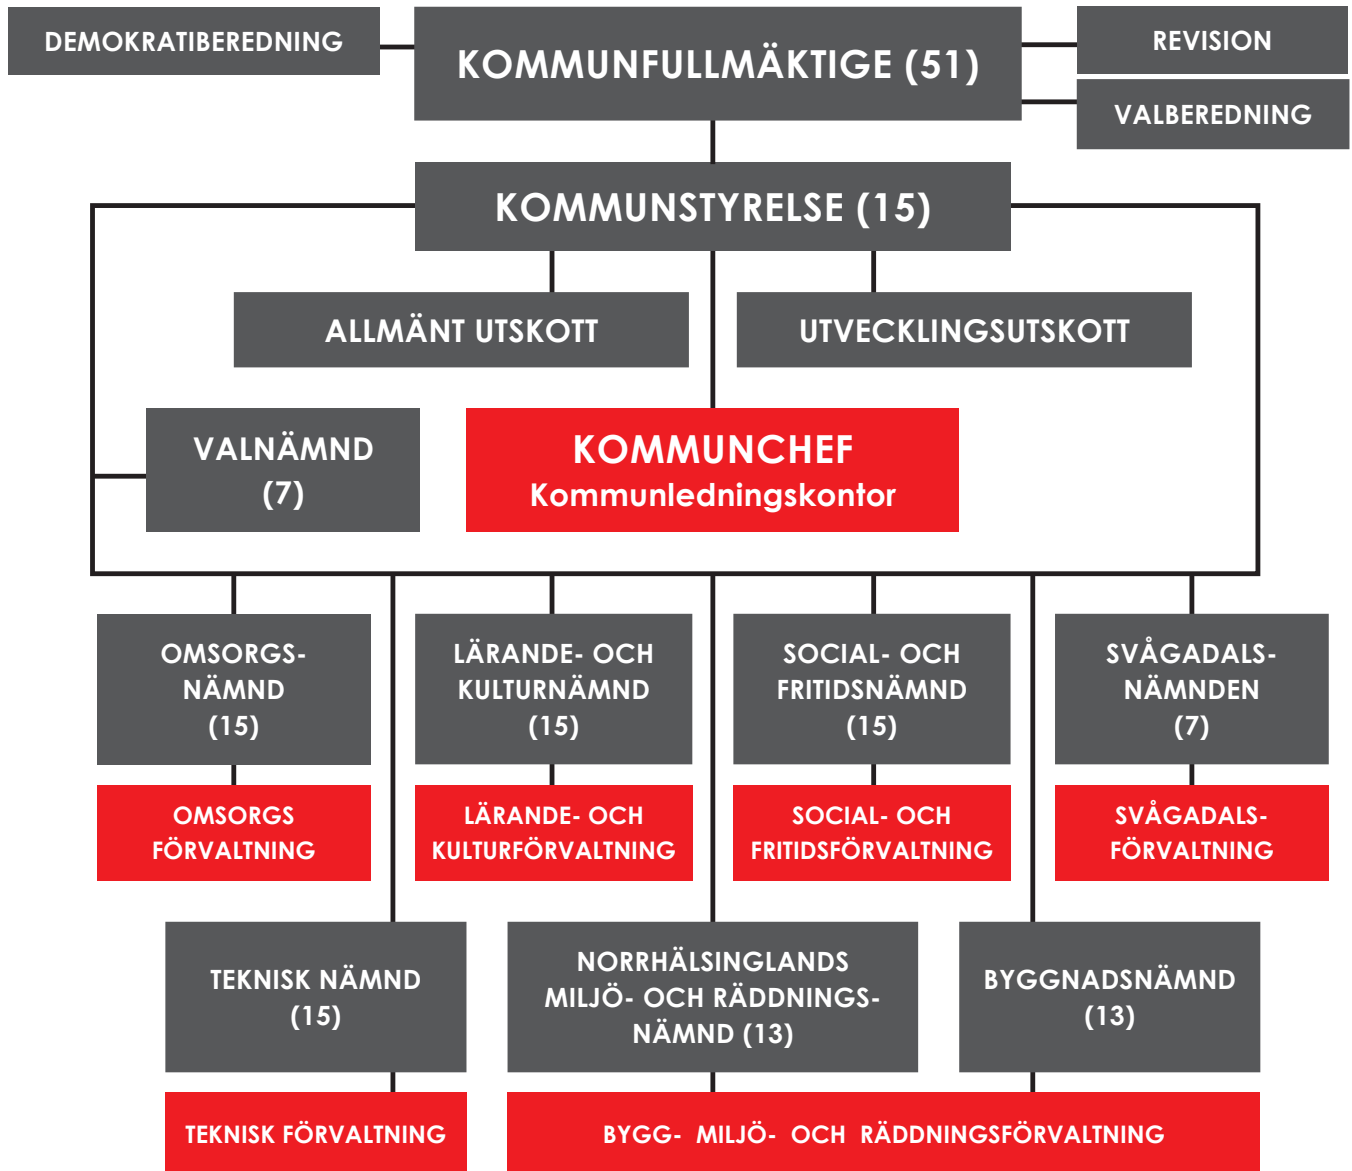 DEMOKRATIBEREDNING
KOMMUNFULLMÄKTIGE (51)
REVISION
VALBEREDNING
KOMMUNSTYRELSE (15)
ALLMÄNT UTSKOTT
UTVECKLINGSUTSKOTT
VALNÄMND
(7)
KOMMUNCHEF
Kommunledningskontor
OMSORGS-
NÄMND
(15)
LÄRANDE- OCH
KULTURNÄMND
(15)
SOCIAL- OCH
FRITIDSNÄMND
(15)
SVÅGADALS-
NÄMNDEN
(7)
OMSORGS
FÖRVALTNING
LÄRANDE- OCH
KULTURFÖRVALTNING
SOCIAL- OCH
FRITIDSFÖRVALTNING
SVÅGADALS-
FÖRVALTNING
TEKNISK NÄMND
(15)
NORRHÄLSINGLANDS
MILJÖ- OCH RÄDDNINGS-
NÄMND (13)
BYGGNADSNÄMND
(13)
TEKNISK FÖRVALTNING
BYGG- MILJÖ- OCH RÄDDNINGSFÖRVALTNING